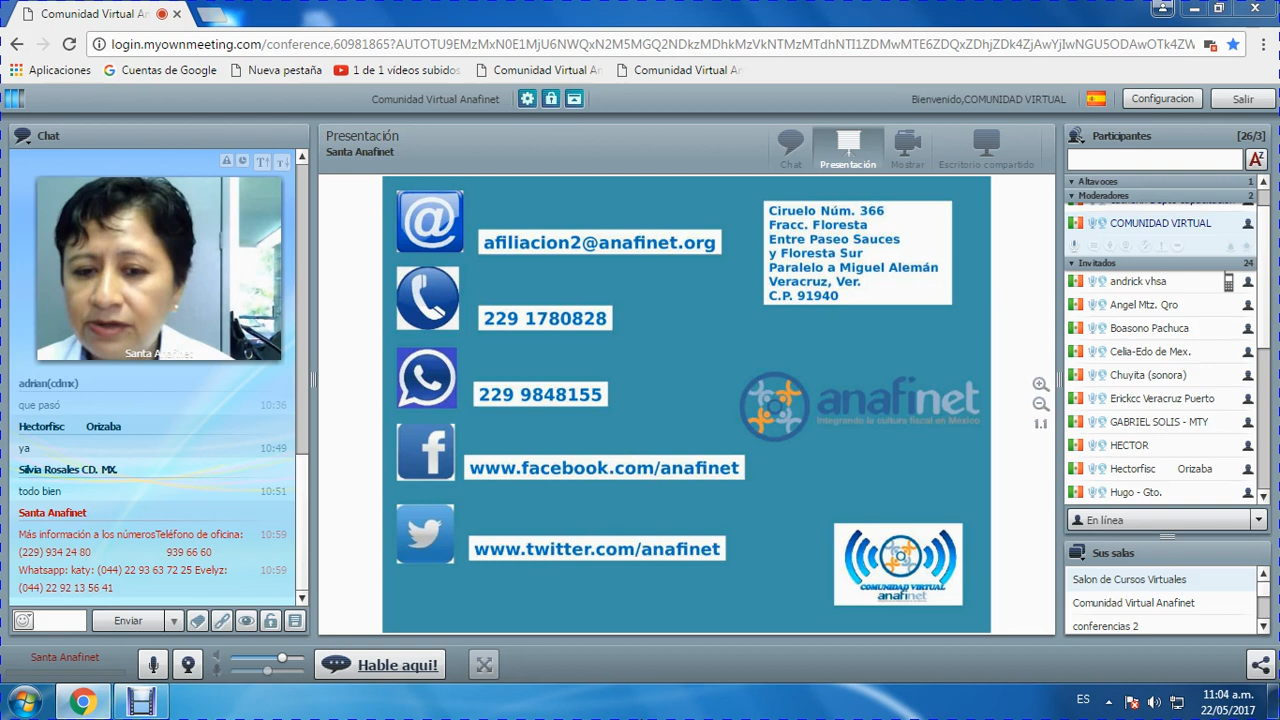 Comunidad Virtual An
login.myownmeeting.com/conference,60981865?
Aplicaciones
Cuentas de Google
Nueva pestaña
1 de 1 vídeos subidos
Comunidad Virtual An
Comunidad Virtual Ana
Comunidad Virtual Anafinet
Bienvenido,COMUNIDAD VIRTUAL
Configuracion
Salir
Chat
Santa Anafinet
adrian(cdmx)
que pasó 10:36
Hectorfisc Orizaba
ya 10:49
Silvia Rosales CD. MX.
todo bien 10:51
Santa Anafinet 10:59
Más información a los númerosTeléfono de oficina:
(229) 934 24 80 939 66 60
Whatsapp: katy: (044) 22 93 63 72 25 Evelyz: 10:59
(044) 22 92 13 56 41
Enviar
Presentación
Santa Anafinet
Chat
Presentación
Mostrar
Escritorio compartido
afiliacion2@anafinet.org
229 1780828
229 9848155
www.facebook.com/anafinet
www.twitter.com/anafinet
Ciruelo Núm. 366
Fracc. Floresta
Entre Paseo Sauces
y Floresta Sur
Paralelo a Miguel Alemán
Veracruz, Ver.
C.P. 91940
anafinet
Integrando la cultura fiscal en México
COMUNIDAD VIRTUAL
anafinet
1:1
Participantes [26/3]
Altavoces 1
Moderadores 2
COMUNIDAD VIRTUAL
Invitados 24
andrick vhsa
Angel Mtz. Qro
Boasono Pachuca
Celia-Edo de Mex.
Chuyita (sonora)
Erickcc Veracruz Puerto
GABRIEL SOLIS - MTY
HECTOR
Hectorfisc Orizaba
Hugo - Gto.
En línea
Sus salas
Salon de Cursos Virtuales
Comunidad Virtual Anafinet
conferencias 2
Santa Anafinet
Hable aqui!
ES
11:04 a.m.
22/05/2017